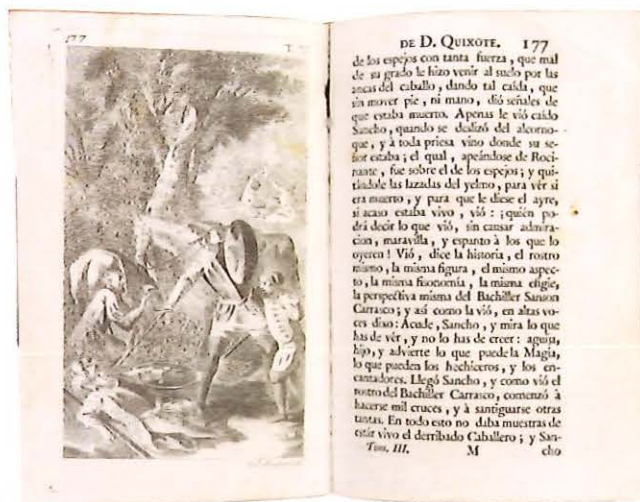 177
DE D. QUIXOTE. 177
de los espejos con tanta fuerza, que mal
de su grado le hizo venir al suelo por las
ancas del caballo, dando tal caída, que
sin mover pie, ni mano, dió señales de
que estaba muerto. Apenas le vió caído
Sancho, quando se deslizó del alcorno-
que, y à toda priesa vino donde su se-
ñor estaba; el qual, apeándose de Roci-
nante, fue sobre el de los espejos; y qui-
tándole las lazadas del yelmo, para vér si
era muerto, y para que le diese el ayre,
si acaso estaba vivo, vió: ¡quién po-
drá decir lo que vió, sin causar admira-
cion, maravilla, y espanto à los que lo
oyeren! Vió, dice la historia, el rostro
mismo, la misma figura, el mismo aspec-
to, la misma fisonomía, la misma efigie,
la perspectiva misma del Bachiller Sanson
Carrasco; y así como la vió, en altas vo-
ces dixo: Acude, Sancho, y mira lo que
has de vér, y no lo has de creer: aguija,
hijo, y advierte lo que puede la Magia,
lo que pueden los hechiceros, y los en-
cantadores. Llegó Sancho, y como vió el
rostro del Bachiller Carrasco, comenzó à
hacerse mil cruces, y à santiguarse otras
tantas. En todo esto no daba muestras de
estár vivo el derribado Caballero; y San-
Tom. III. M cho